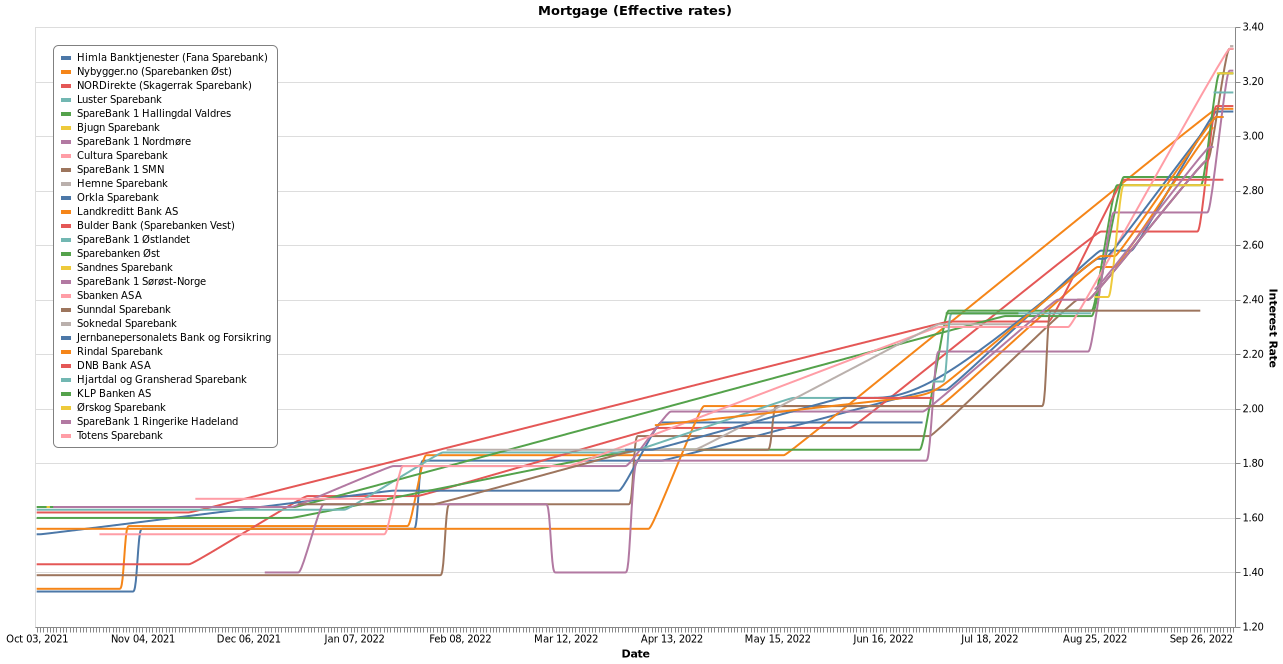 Mortgage (Effective rates)
Himla Banktjenester (Fana Sparebank)
Nybygger.no (Sparebanken Øst)
NORDirekte (Skagerrak Sparebank)
Luster Sparebank
SpareBank 1 Hallingdal Valdres
Bjugn Sparebank
SpareBank 1 Nordmøre
Cultura Sparebank
SpareBank 1 SMN
Hemne Sparebank
Orkla Sparebank
Landkreditt Bank AS
Bulder Bank (Sparebanken Vest)
SpareBank 1 Østlandet
Sparebanken Øst
Sandnes Sparebank
SpareBank 1 Sørøst-Norge
Sbanken ASA
Sunndal Sparebank
Soknedal Sparebank
Jernbanepersonalets Bank og Forsikring
Rindal Sparebank
DNB Bank ASA
Hjartdal og Gransherad Sparebank
KLP Banken AS
Ørskog Sparebank
SpareBank 1 Ringerike Hadeland
Totens Sparebank
3.40
3.20
3.00
2.80
2.60
2.40
2.20
2.00
1.80
1.60
1.40
1.20
Interest Rate
Oct 03, 2021 Nov 04, 2021 Dec 06, 2021 Jan 07, 2022 Feb 08, 2022 Mar 12, 2022 Apr 13, 2022 May 15, 2022 Jun 16, 2022 Jul 18, 2022 Aug 25, 2022 Sep 26, 2022
Date